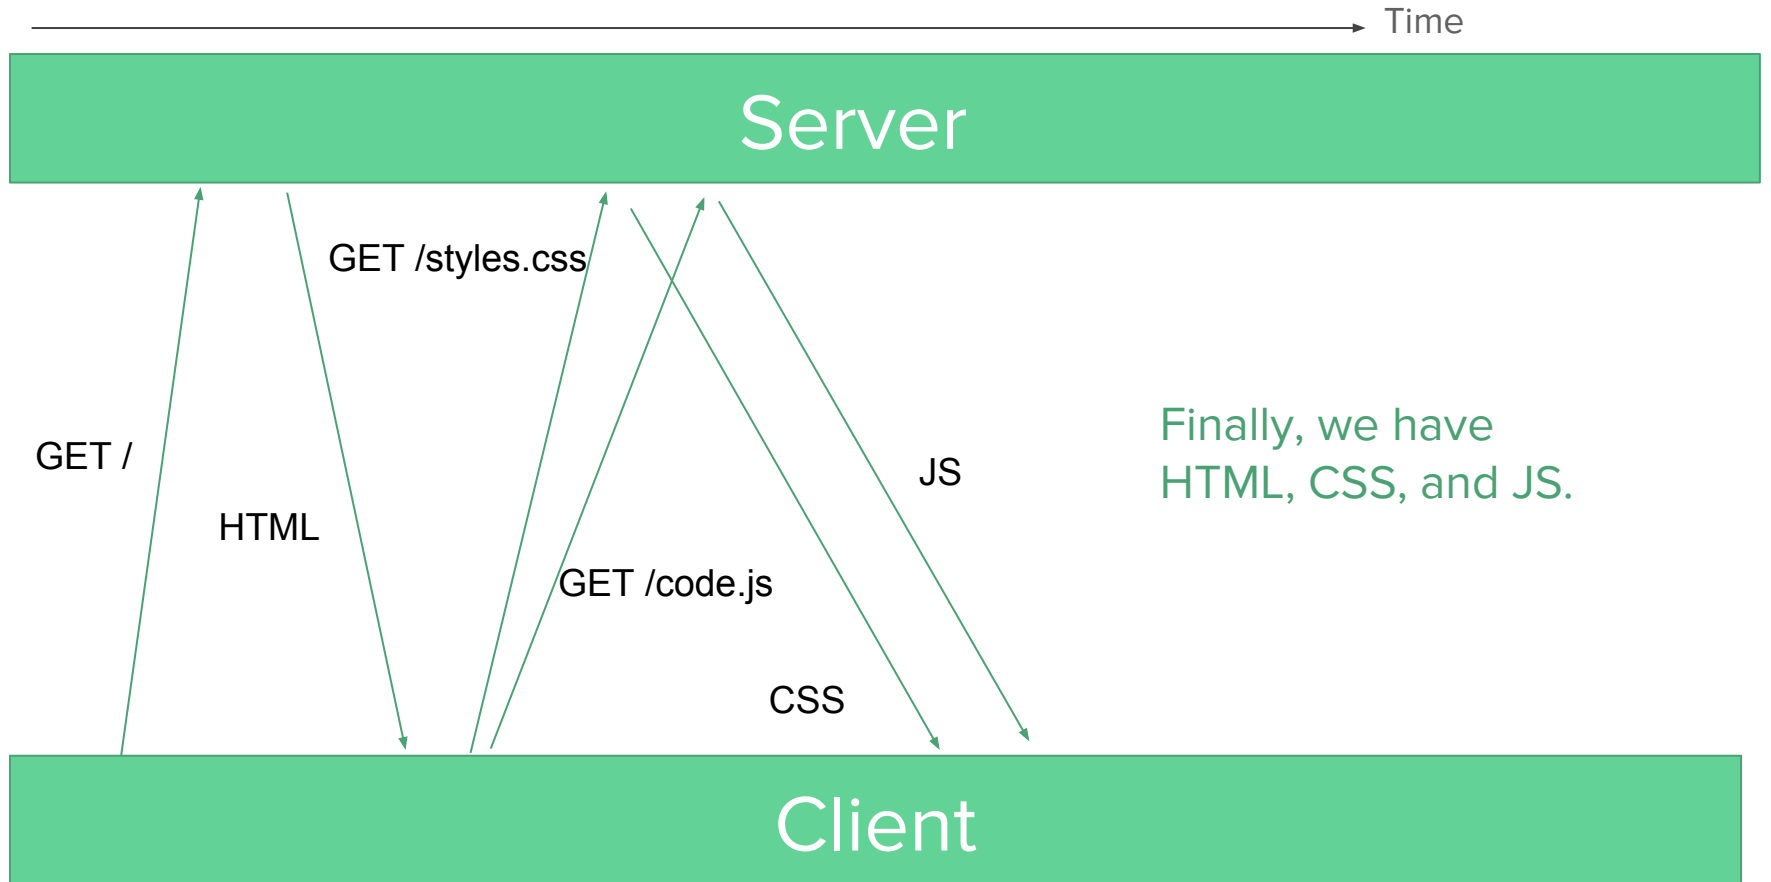 Time
Server
GET /styles.css
GET /
HTML
GET /code.js
JS
CSS
Finally, we have
HTML, CSS, and JS.
Client